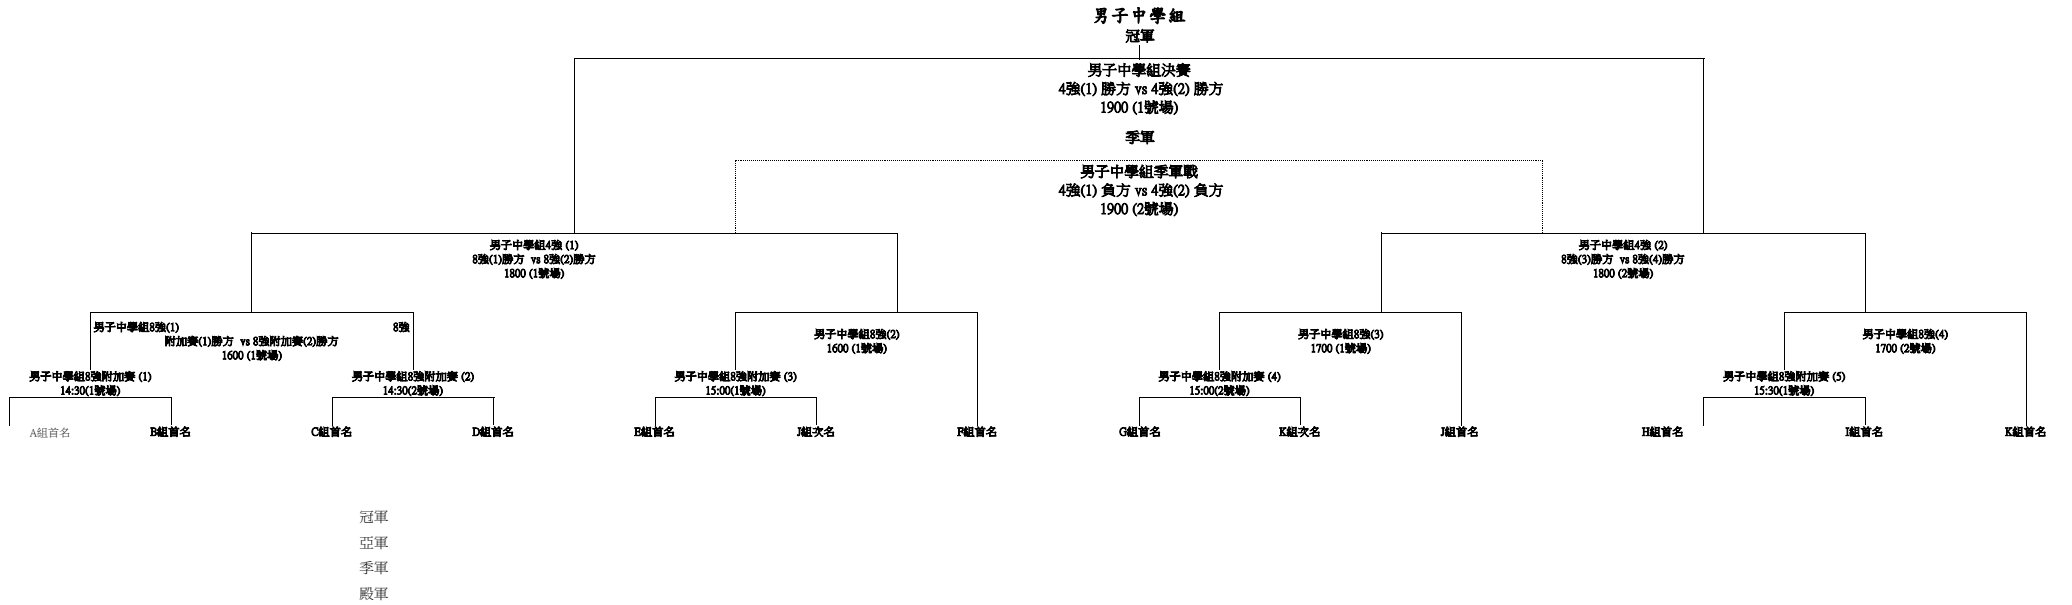 男子中學組
冠軍
男子中學組決賽
4強(1) 勝方 vs 4強(2) 勝方
1900 (1號場)
季軍
男子中學組季軍戰
4強(1) 負方 vs 4強(2) 負方
1900 (2號場)
男子中學組4強 (1)
8強(1)勝方 vs 8強(2)勝方
1800 (1號場)
男子中學組4強 (2)
8強(3)勝方 vs 8強(4)勝方
1800 (2號場)
男子中學組8強(1) 8強
附加賽(1)勝方 vs 8強附加賽(2)勝方
1600 (1號場)
男子中學組8強(2)
1600 (1號場)
男子中學組8強(3)
1700 (1號場)
男子中學組8強(4)
1700 (2號場)
男子中學組8強附加賽 (1)
14:30(1號場)
男子中學組8強附加賽 (2)
14:30(2號場)
男子中學組8強附加賽 (3)
15:00(1號場)
男子中學組8強附加賽 (4)
15:00(2號場)
男子中學組8強附加賽 (5)
15:30(1號場)
A組首名 B組首名 C組首名 D組首名 E組首名 J組次名 F組首名 G組首名 K組次名 J組首名 H組首名 I組首名 K組首名
冠軍
亞軍
季軍
殿軍